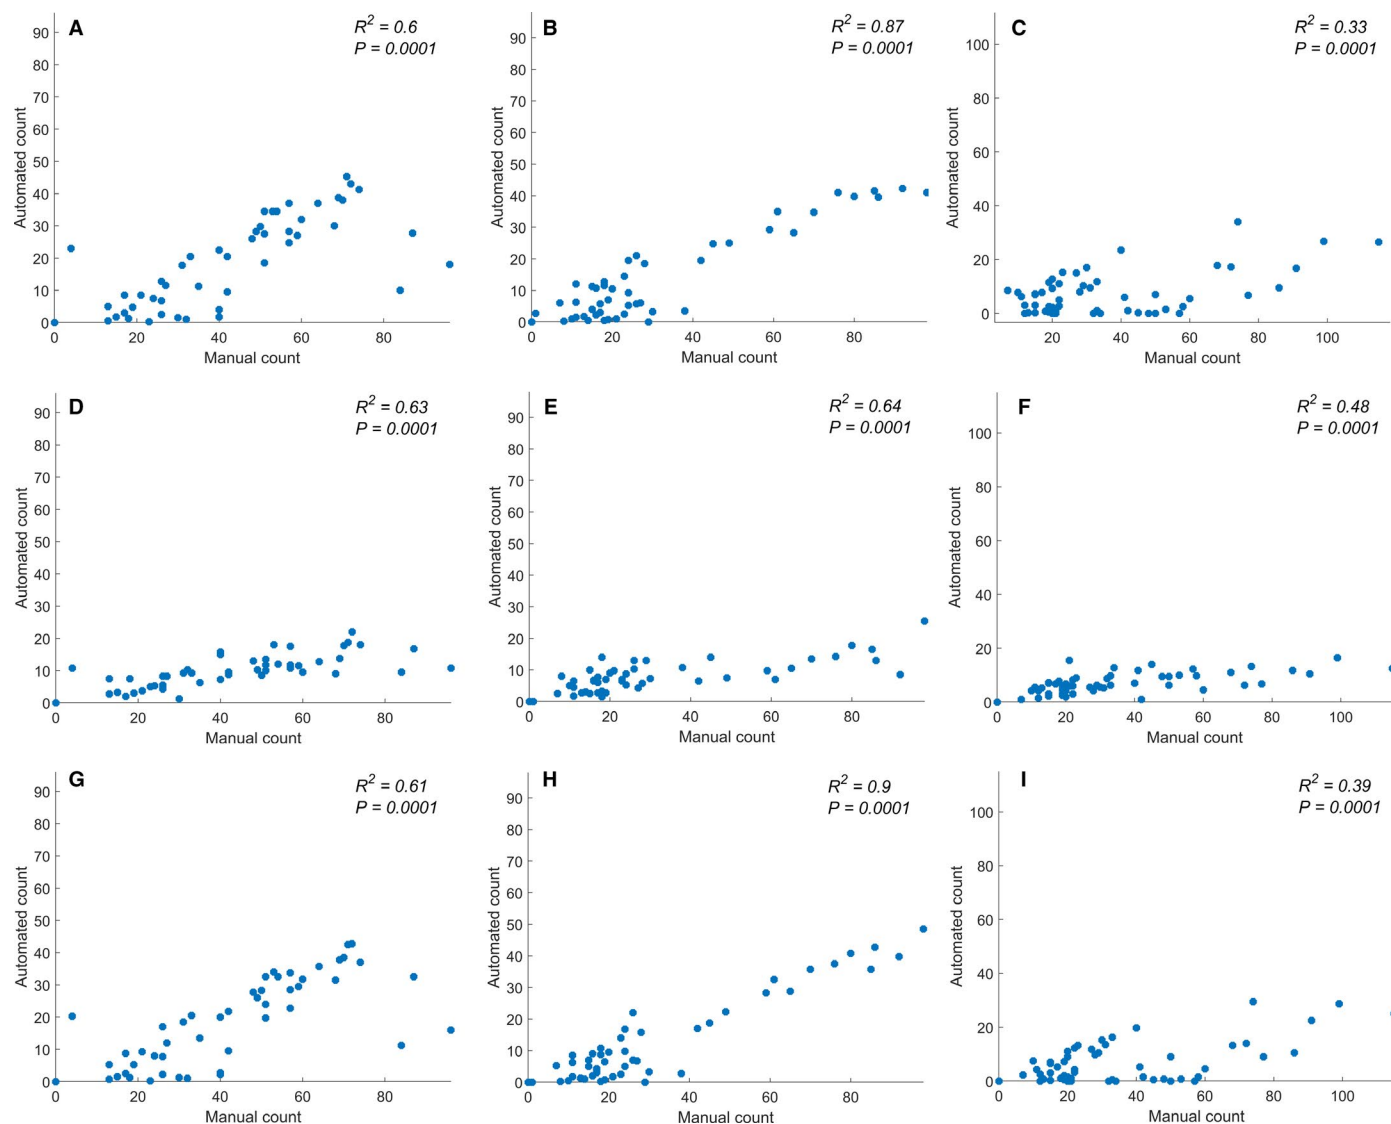 A
R² = 0.6
P = 0.0001
90
80
70
60
50
40
30
20
10
0
0 20 40 60 80
Automated count
Manual count
B
R² = 0.87
P = 0.0001
90
80
70
60
50
40
30
20
10
0
0 20 40 60 80
Automated count
Manual count
C
R² = 0.33
P = 0.0001
100
80
60
40
20
0
20 40 60 80 100
Automated count
Manual count
D
R² = 0.63
P = 0.0001
90
80
70
60
50
40
30
20
10
0
0 20 40 60 80
Automated count
Manual count
E
R² = 0.64
P = 0.0001
90
80
70
60
50
40
30
20
10
0
0 20 40 60 80
Automated count
Manual count
F
R² = 0.48
P = 0.0001
100
80
60
40
20
0
0 20 40 60 80 100
Automated count
Manual count
G
R² = 0.61
P = 0.0001
90
80
70
60
50
40
30
20
10
0
0 20 40 60 80
Automated count
Manual count
H
R² = 0.9
P = 0.0001
90
80
70
60
50
40
30
20
10
0
0 20 40 60 80
Automated count
Manual count
I
R² = 0.39
P = 0.0001
100
80
60
40
20
0
0 20 40 60 80 100
Automated count
Manual count